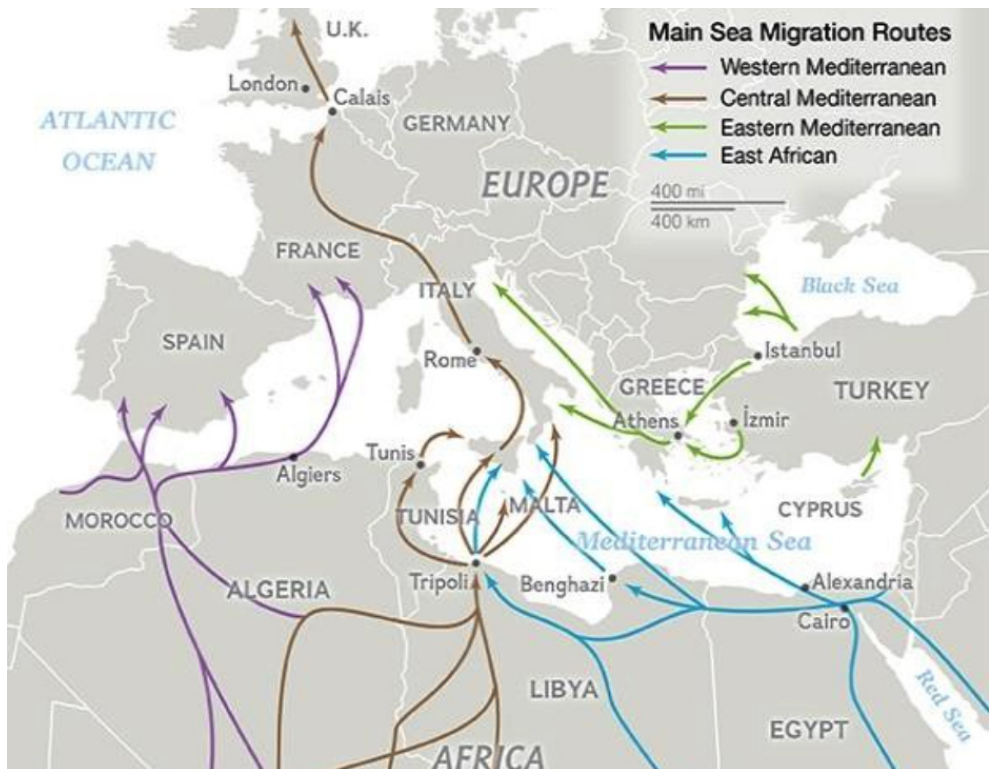 Main Sea Migration Routes
Western Mediterranean
Central Mediterranean
Eastern Mediterranean
East African
400 mi
400 km
U.K.
London
Calais
ATLANTIC
OCEAN
GERMANY
EUROPE
FRANCE
ITALY
Black Sea
SPAIN
Rome
Istanbul
GREECE
TURKEY
Athens
İzmir
Tunis
Algiers
MOROCCO
TUNISIA
MALTA
CYPRUS
Mediterranean Sea
Tripoli
Benghazi
Alexandria
ALGERIA
Cairo
LIBYA
EGYPT
Red Sea
AFRICA